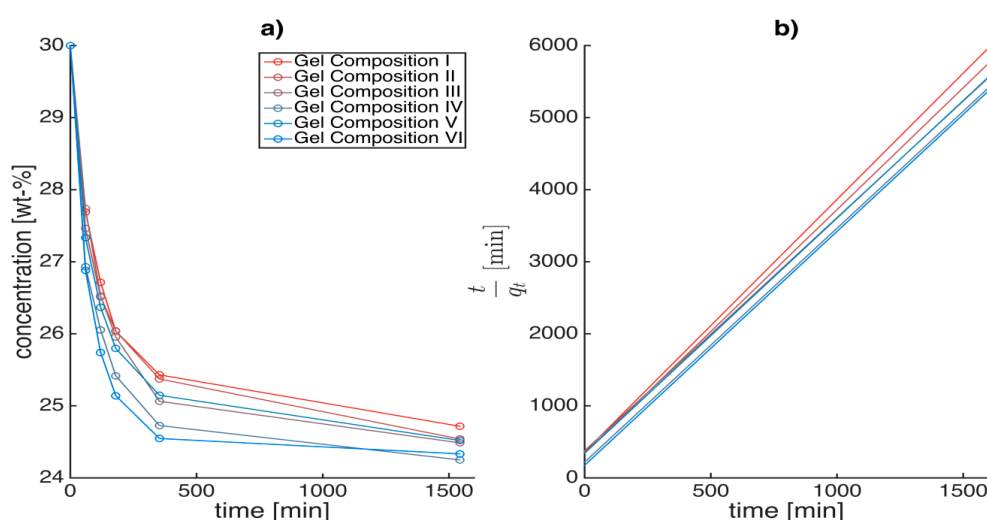 a)
concentration [wt-%]
30
29
28
27
26
25
24
Gel Composition I
Gel Composition II
Gel Composition III
Gel Composition IV
Gel Composition V
Gel Composition VI
0
500
1000
1500
time [min]
b)
t
qt
[min]
6000
5000
4000
3000
2000
1000
0
0
500
1000
1500
time [min]